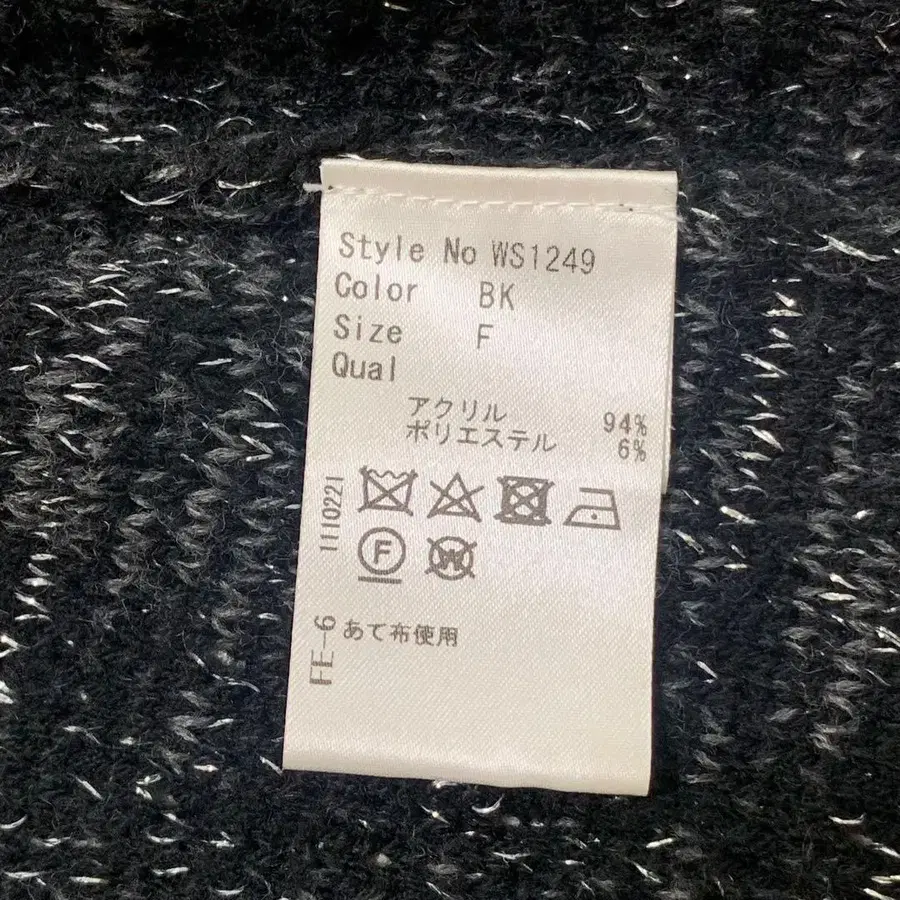 Style No WS1249
Color BK
Size F
Qual
アクリル 94%
ポリエステル 6%
1110221
F
W
FE-6
あて布使用